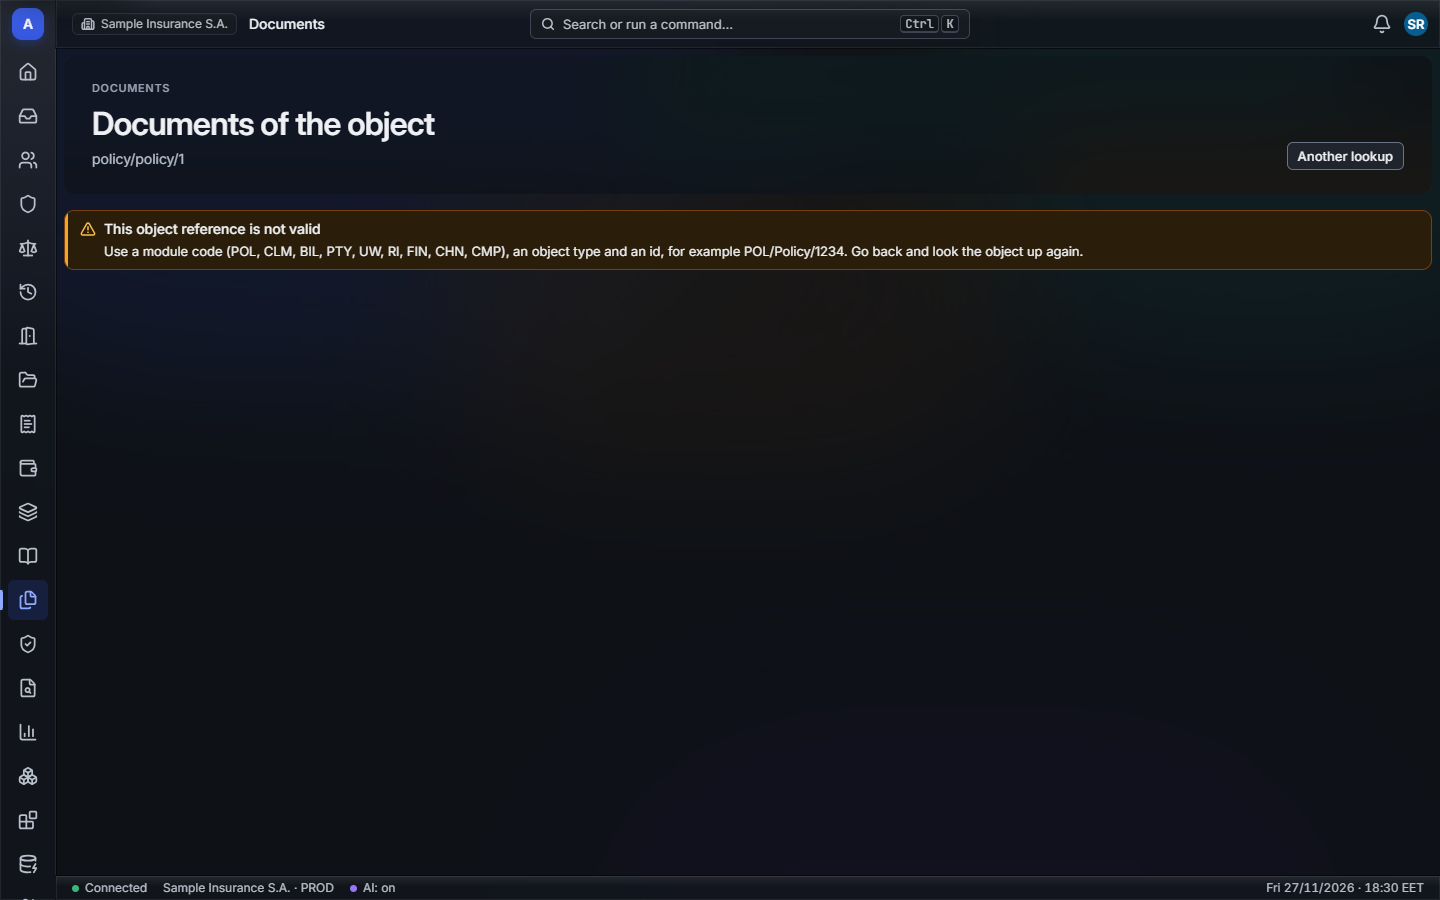 A
Sample Insurance S.A.
Documents
Search or run a command...
Ctrl K
SR
DOCUMENTS
Documents of the object
policy/policy/1
Another lookup
This object reference is not valid
Use a module code (POL, CLM, BIL, PTY, UW, RI, FIN, CHN, CMP), an object type and an id, for example POL/Policy/1234. Go back and look the object up again.
Connected
Sample Insurance S.A. · PROD
AI: on
Fri 27/11/2026 · 18:30 EET